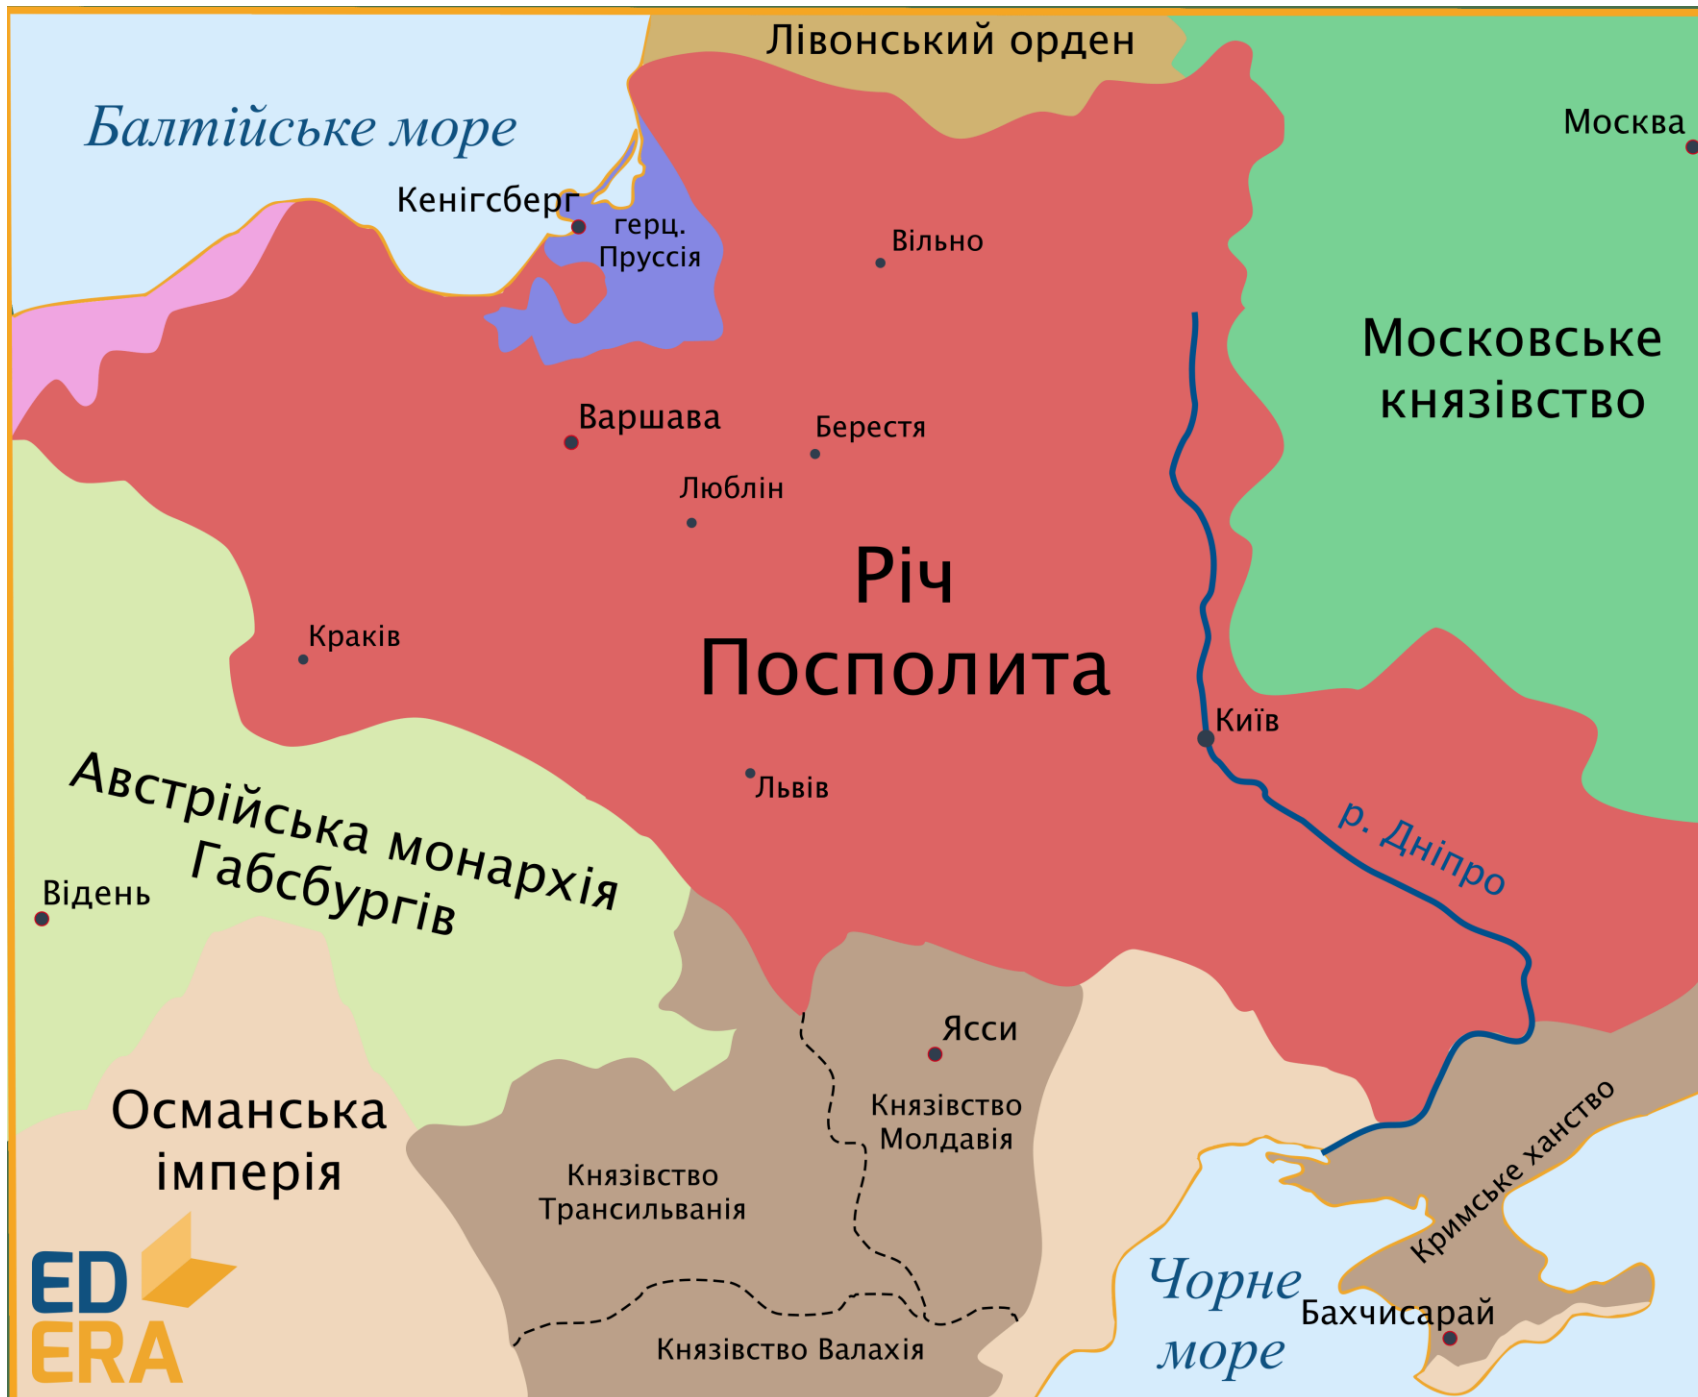 Лівонський орден
Балтійське море
Москва
Кенігсберг
герц.
Пруссія
Вільно
Московське
князівство
Варшава
Берестя
Люблін
Річ
Посполита
Краків
Київ
Львів
р. Дніпро
Австрійська монархія
Габсбургів
Відень
Ясси
Османська
імперія
Князівство
Молдавія
Князівство
Трансильванія
Кримське ханство
Чорне
море
Бахчисарай
Князівство Валахія
ED
ERA